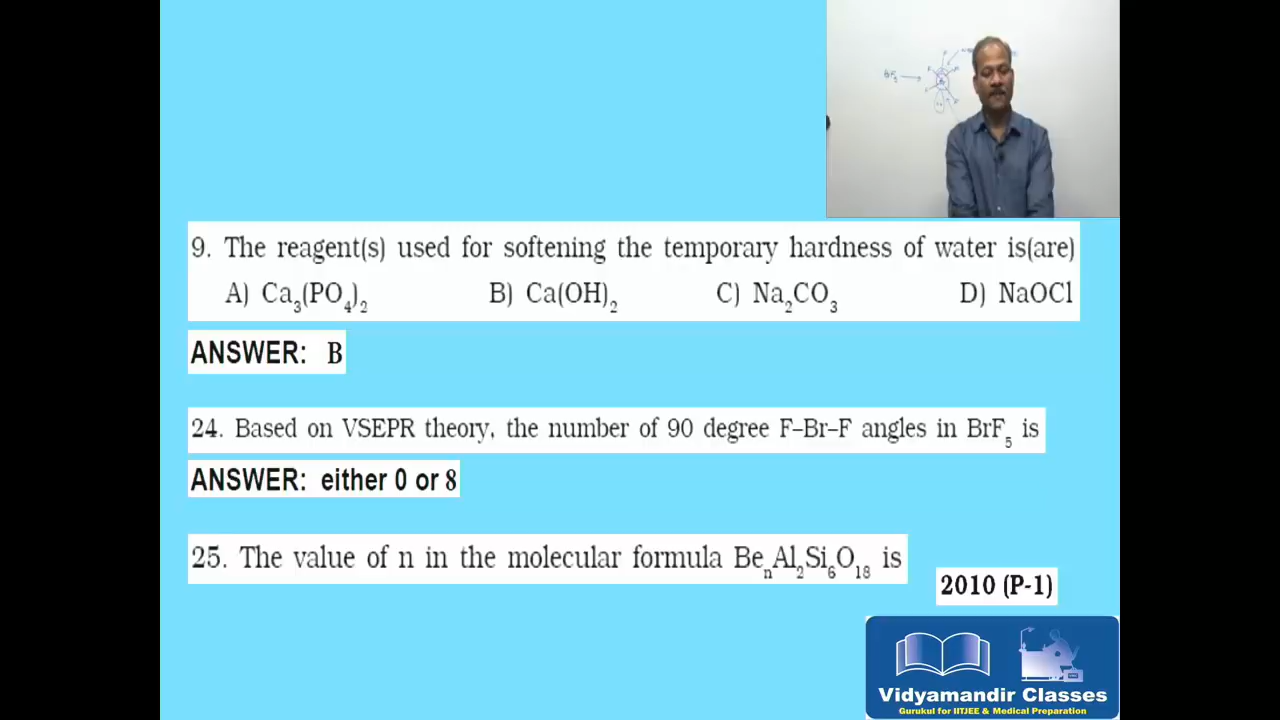 BrF5
9. The reagent(s) used for softening the temporary hardness of water is(are)
A) Ca3(PO4)2 B) Ca(OH)2 C) Na2CO3 D) NaOCl
ANSWER: B
24. Based on VSEPR theory, the number of 90 degree F–Br–F angles in BrF5 is
ANSWER: either 0 or 8
25. The value of n in the molecular formula BenAl2Si6O18 is
2010 (P-1)
Vidyamandir Classes
Gurukul for IITJEE & Medical Preparation